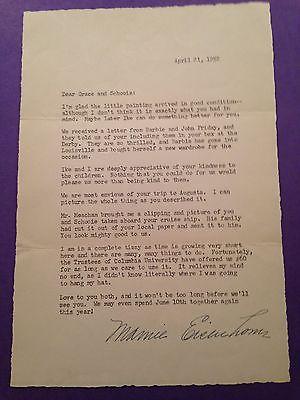 April 21, 1952
Dear Grace and Schoois:
I'm glad the little painting arrived in good condition--
although I don't think it is exactly what you had in
mind. Maybe later Ike can do something better for you.
We received a letter from Barbie and John Friday, and
they told us of your including them in your box at the
Derby. They are so thrilled, and Barbie has gone into
Louisville and bought herself a new wardrobe for the
occasion.
Ike and I are deeply appreciative of your kindness to
the children. Nothing that you could do for us would
please us more than being kind to them.
We are most envious of your trip to Augusta. I can
picture the whole thing as you described it.
Mr. Meachan brought me a clipping and picture of you
and Schoois taken aboard your cruise ship. His family
had cut it out of your local paper and sent it to him.
You look mighty good to us.
I am in a complete tizzy as time is growing very short
here and there are many, many things to do. Fortunately,
the Trustees of Columbia University have offered us #60
for as long as we care to use it. It relieves my mind
no end, as I didn't know literally where I was going
to hang my hat.
Love to you both, and it won't be too long before we'll
see you. We may even spend June 10th together again
this year!
Mamie Eisenhower